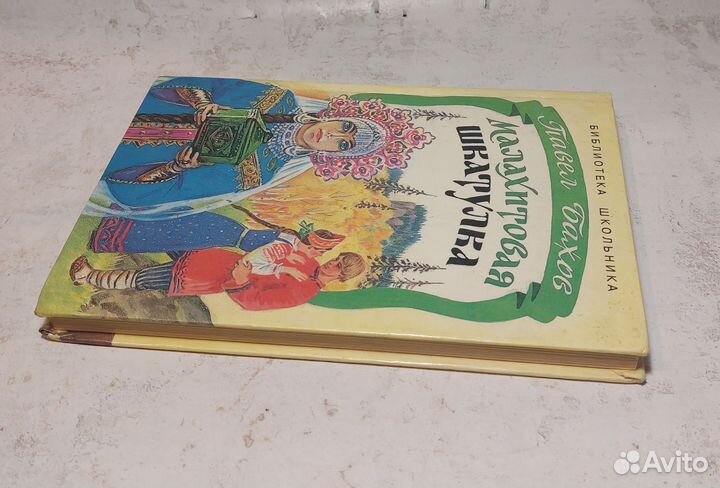 БИБЛИОТЕКА ШКОЛЬНИКА
Павел Бажов
Малахитовая
шкатулка
Avito